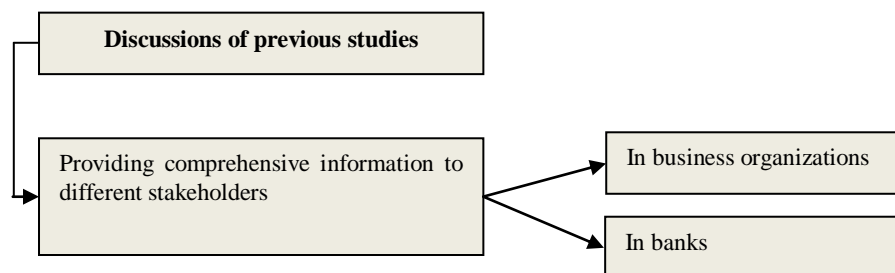 Discussions of previous studies
Providing comprehensive information to
different stakeholders
In business organizations
In banks